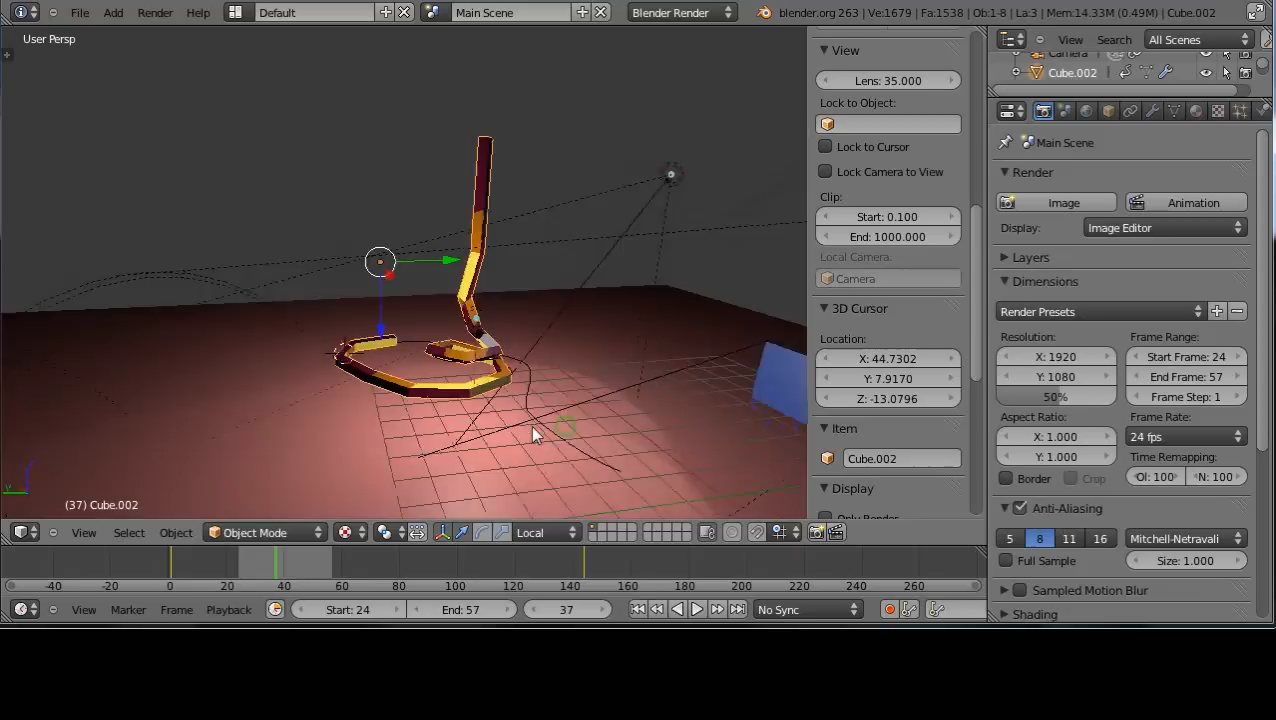 File Add Render Help Default Main Scene Blender Render blender.org 263 | Ve:1679 | Fa:1538 | Ob:1-8 | La:3 | Mem:14.33M (0.49M) | Cube.002
User Persp
(37) Cube.002
View Select Object Object Mode Local
View
Lens: 35.000
Lock to Object:
Lock to Cursor
Lock Camera to View
Clip:
Start: 0.100
End: 1000.000
Local Camera:
Camera
3D Cursor
Location:
X: 44.7302
Y: 7.9170
Z: -13.0796
Item
Cube.002
Display
Only Render
View Search All Scenes
Camera
Cube.002
Main Scene
Render
Image Animation
Display: Image Editor
Layers
Dimensions
Render Presets
Resolution: Frame Range:
X: 1920 Start Frame: 24
Y: 1080 End Frame: 57
50% Frame Step: 1
Aspect Ratio: Frame Rate:
X: 1.000 24 fps
Y: 1.000 Time Remapping:
Border Crop O: 100 N: 100
Anti-Aliasing
5 8 11 16 Mitchell-Netravali
Full Sample Size: 1.000
Sampled Motion Blur
Shading
-40 -20 0 20 40 60 80 100 120 140 160 180 200 220 240 260
View Marker Frame Playback Start: 24 End: 57 37 No Sync